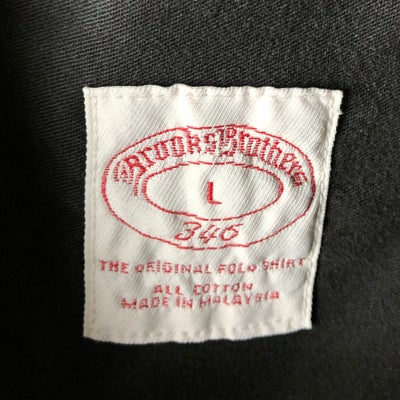 Brooks Brothers
L
346
THE ORIGINAL POLO SHIRT
ALL COTTON
MADE IN MALAYSIA